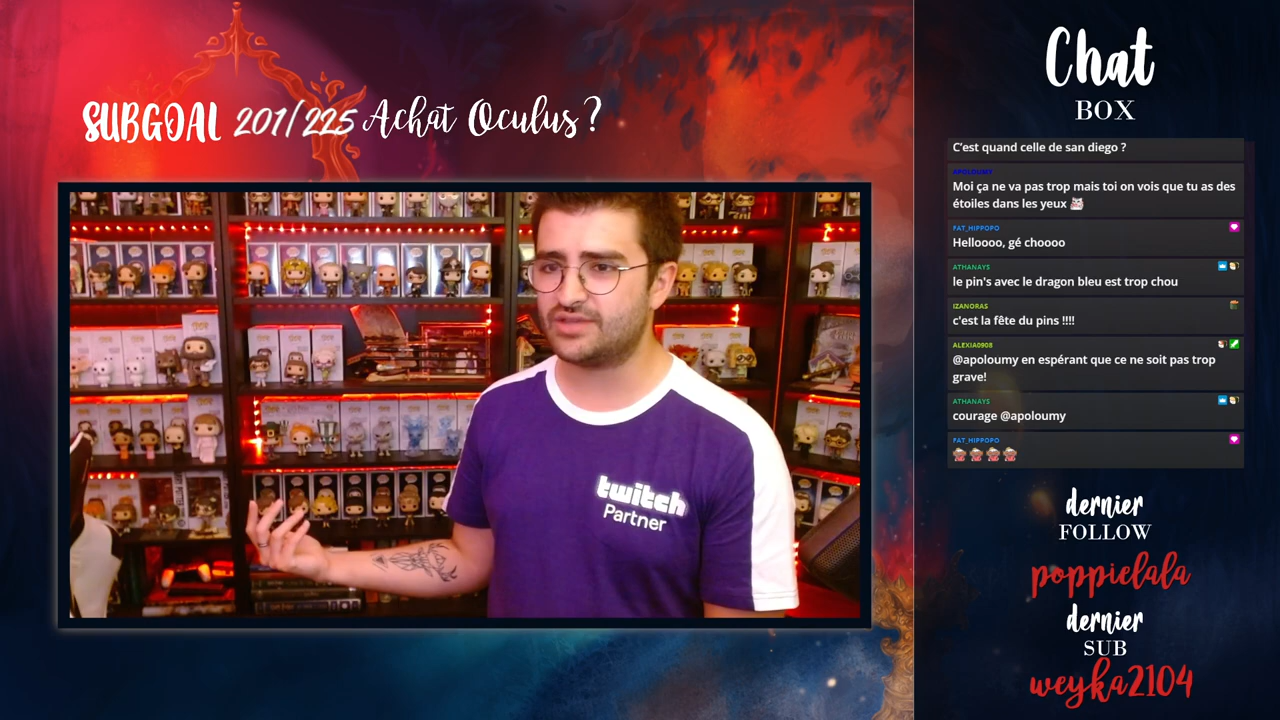 SUBGOAL 201/225 Achat Oculus ?
twitch
Partner
Chat
BOX
C'est quand celle de san diego ?
APOLOUMY
Moi ça ne va pas trop mais toi on vois que tu as des
étoiles dans les yeux
FAT_HIPPOPO
Helloooo, gé choooo
ATHANAYS
le pin's avec le dragon bleu est trop chou
IZANORAS
c'est la fête du pins !!!!
ALEXIA0908
@apoloumy en espérant que ce ne soit pas trop
grave!
ATHANAYS
courage @apoloumy
FAT_HIPPOPO
dernier
FOLLOW
poppielala
dernier
SUB
weyka2104